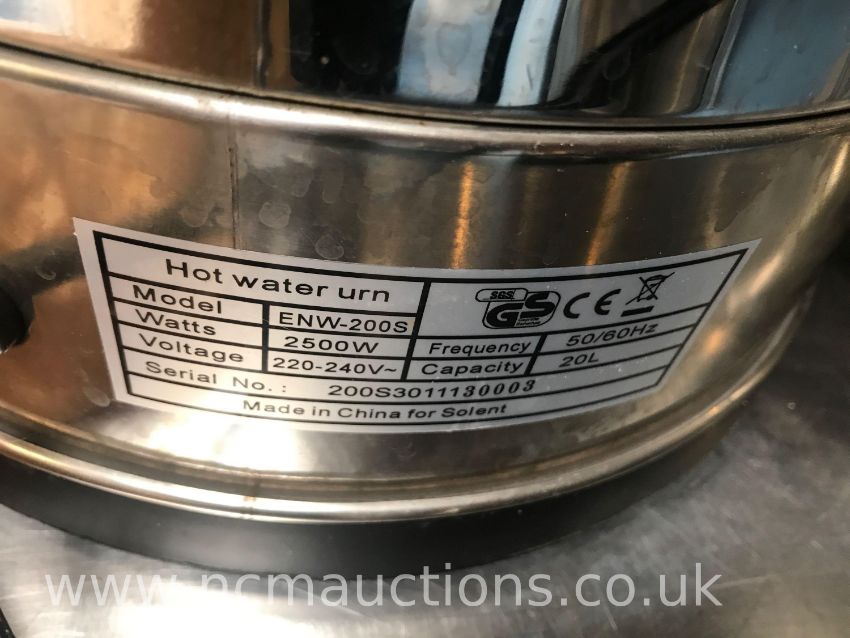 Hot water urn
SGS
GS
CE
Model ENW-200S
Watts 2500W Frequency 50/60Hz
Voltage 220-240V~ Capacity 20L
Serial No.: 200S3011130003
Made in China for Solent
www.ncmauctions.co.uk